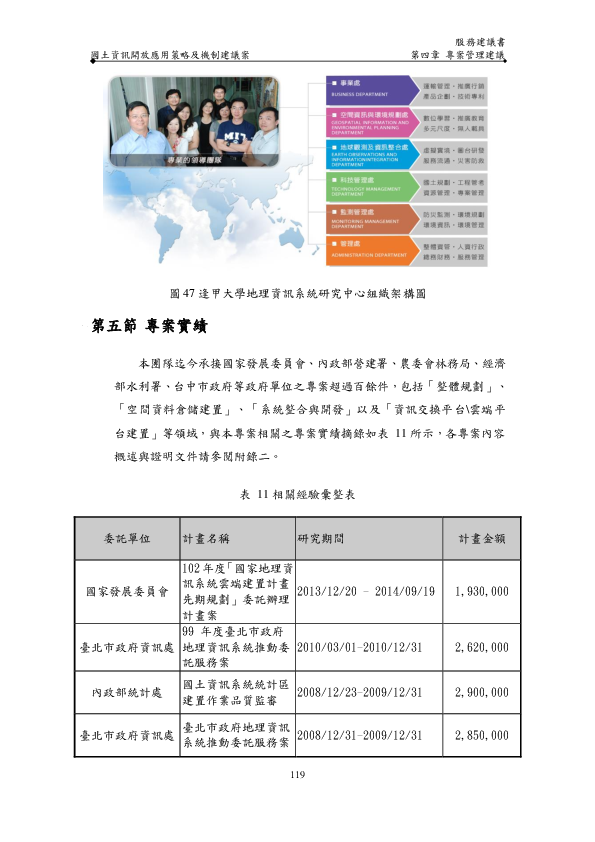 服務建議書
國土資訊開放應用策略及機制建議案
第四章 專案管理建議
MIT
專業的領導團隊
■ 事業處
BUSINESS DEPARTMENT
運輸管理、推廣行銷
產品企劃、技術專利
■ 空間資訊與環境規劃處
GEOSPATIAL INFORMATION AND
ENVIRONMENTAL PLANNING
DEPARTMENT
數位學習、推廣教育
多元尺度、無人載具
■ 地球觀測及資訊整合處
EARTH OBSERVATIONS AND
INFORMATIONINTEGRATION
DEPARTMENT
虛擬實境、圖台研發
服務流通、災害防救
■ 科技管理處
TECHNOLOGY MANAGEMENT
DEPARTMENT
國土規劃、工程管考
資源管理、專業管理
■ 監測管理處
MONITORING MANAGEMENT
DEPARTMENT
防災監測、環境規劃
環境資訊、環境管理
■ 管理處
ADMINISTRATION DEPARTMENT
整體資管、人資行政
總務財務、服務管理
圖 47 逢甲大學地理資訊系統研究中心組織架構圖
第五節 專案實績
本團隊迄今承接國家發展委員會、內政部營建署、農委會林務局、經濟
部水利署、台中市政府等政府單位之專案超過百餘件，包括「整體規劃」、
「空間資料倉儲建置」、「系統整合與開發」以及「資訊交換平台\雲端平
台建置」等領域，與本專案相關之專案實績摘錄如表 11 所示，各專案內容
概述與證明文件請參閱附錄二。
表 11 相關經驗彙整表
委託單位 計畫名稱 研究期間 計畫金額
國家發展委員會 102 年度「國家地理資
訊系統雲端建置計畫
先期規劃」委託辦理
計畫案 2013/12/20 - 2014/09/19 1,930,000
臺北市政府資訊處 99 年度臺北市政府
地理資訊系統推動委
託服務案 2010/03/01-2010/12/31 2,620,000
內政部統計處 國土資訊系統統計區
建置作業品質監審 2008/12/23-2009/12/31 2,900,000
臺北市政府資訊處 臺北市政府地理資訊
系統推動委託服務案 2008/12/31-2009/12/31 2,850,000
119